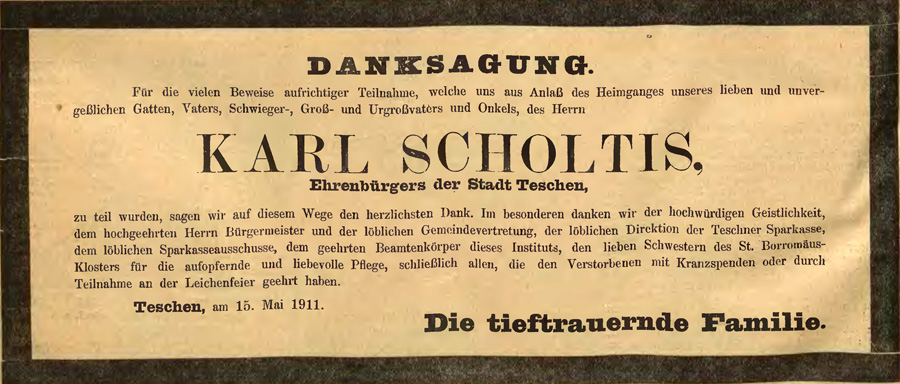 DANKSAGUNG.
Für die vielen Beweise aufrichtiger Teilnahme, welche uns aus Anlaß des Heimganges unseres lieben und unver-
geßlichen Gatten, Vaters, Schwieger-, Groß- und Urgroßvaters und Onkels, des Herrn
KARL SCHOLTIS,
Ehrenbürgers der Stadt Teschen,
zu teil wurden, sagen wir auf diesem Wege den herzlichsten Dank. Im besonderen danken wir der hochwürdigen Geistlichkeit,
dem hochgeehrten Herrn Bürgermeister und der löblichen Gemeindevertretung, der löblichen Direktion der Teschner Sparkasse,
dem löblichen Sparkasseausschusse, dem geehrten Beamtenkörper dieses Instituts, den lieben Schwestern des St. Borromäus-
Klosters für die aufopfernde und liebevolle Pflege, schließlich allen, die den Verstorbenen mit Kranzspenden oder durch
Teilnahme an der Leichenfeier geehrt haben.
Teschen, am 15. Mai 1911.
Die tieftrauernde Familie.